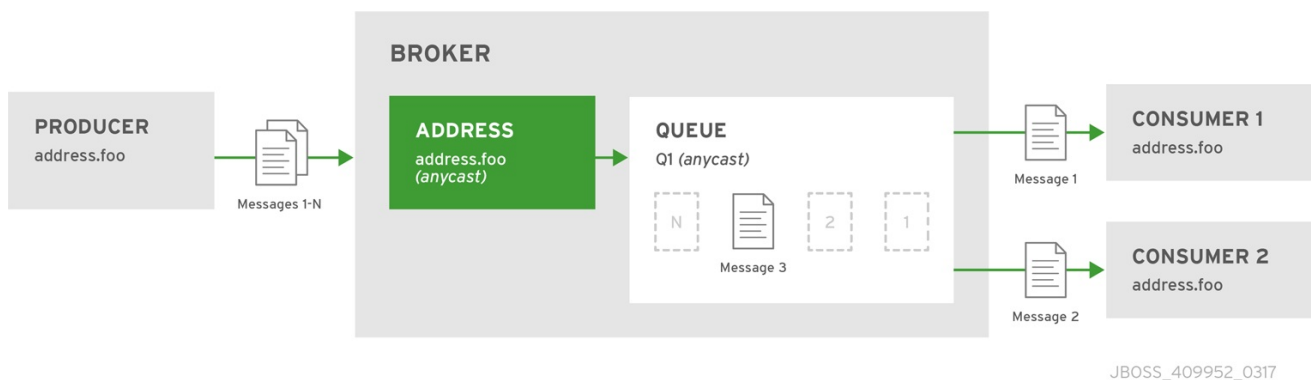 BROKER
PRODUCER
address.foo
Messages 1-N
ADDRESS
address.foo
(anycast)
QUEUE
Q1 (anycast)
N
2
1
Message 3
Message 1
CONSUMER 1
address.foo
Message 2
CONSUMER 2
address.foo
JBOSS_409952_0317